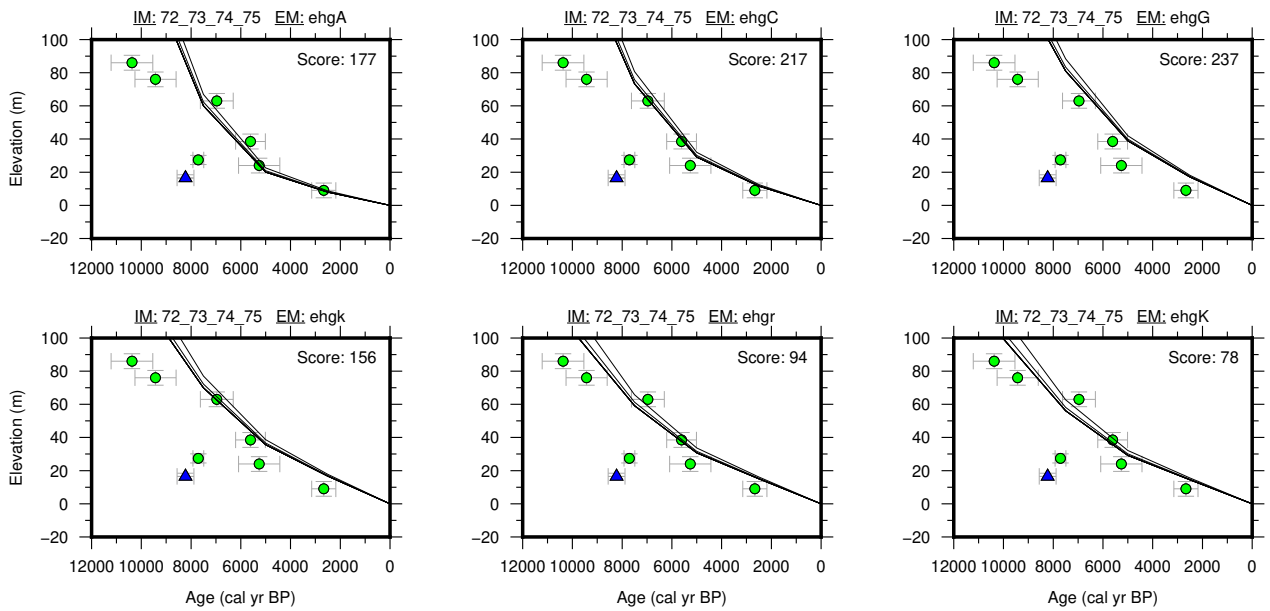 IM: 72_73_74_75 EM: ehgA
IM: 72_73_74_75 EM: ehgC
IM: 72_73_74_75 EM: ehgG
Score: 177
Score: 217
Score: 237
Elevation (m)
100
80
60
40
20
0
−20
100
80
60
40
20
0
−20
100
80
60
40
20
0
−20
12000 10000 8000 6000 4000 2000 0
12000 10000 8000 6000 4000 2000 0
12000 10000 8000 6000 4000 2000 0
IM: 72_73_74_75 EM: ehgk
IM: 72_73_74_75 EM: ehgr
IM: 72_73_74_75 EM: ehgK
Score: 156
Score: 94
Score: 78
Elevation (m)
100
80
60
40
20
0
−20
100
80
60
40
20
0
−20
100
80
60
40
20
0
−20
12000 10000 8000 6000 4000 2000 0
12000 10000 8000 6000 4000 2000 0
12000 10000 8000 6000 4000 2000 0
Age (cal yr BP)
Age (cal yr BP)
Age (cal yr BP)